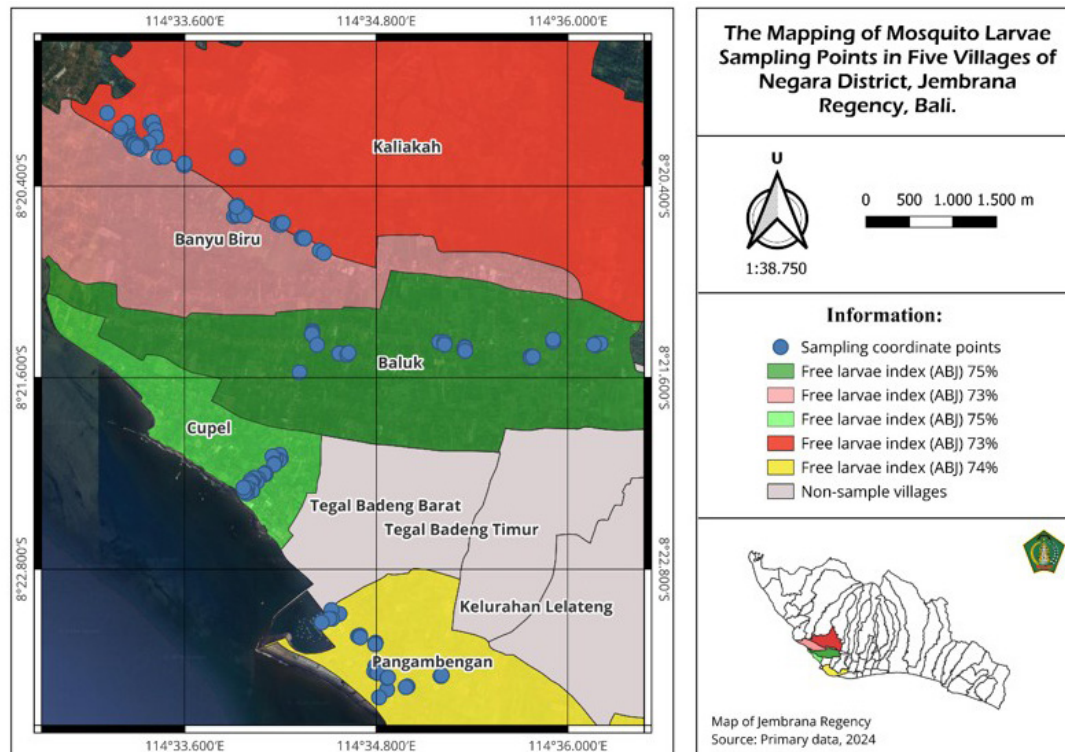 114°33.600'E 114°34.800'E 114°36.000'E
8°20.400'S
8°21.600'S
8°22.800'S
8°20.400'S
8°21.600'S
8°22.800'S
Kaliakah
Banyu Biru
Baluk
Cupel
Tegal Badeng Barat
Tegal Badeng Timur
Kelurahan Lelateng
Pangambengan
114°33.600'E 114°34.800'E 114°36.000'E
The Mapping of Mosquito Larvae
Sampling Points in Five Villages of
Negara District, Jembrana
Regency, Bali.
U
1:38.750
0 500 1.000 1.500 m
Information:
Sampling coordinate points
Free larvae index (ABJ) 75%
Free larvae index (ABJ) 73%
Free larvae index (ABJ) 75%
Free larvae index (ABJ) 73%
Free larvae index (ABJ) 74%
Non-sample villages
Map of Jembrana Regency
Source: Primary data, 2024